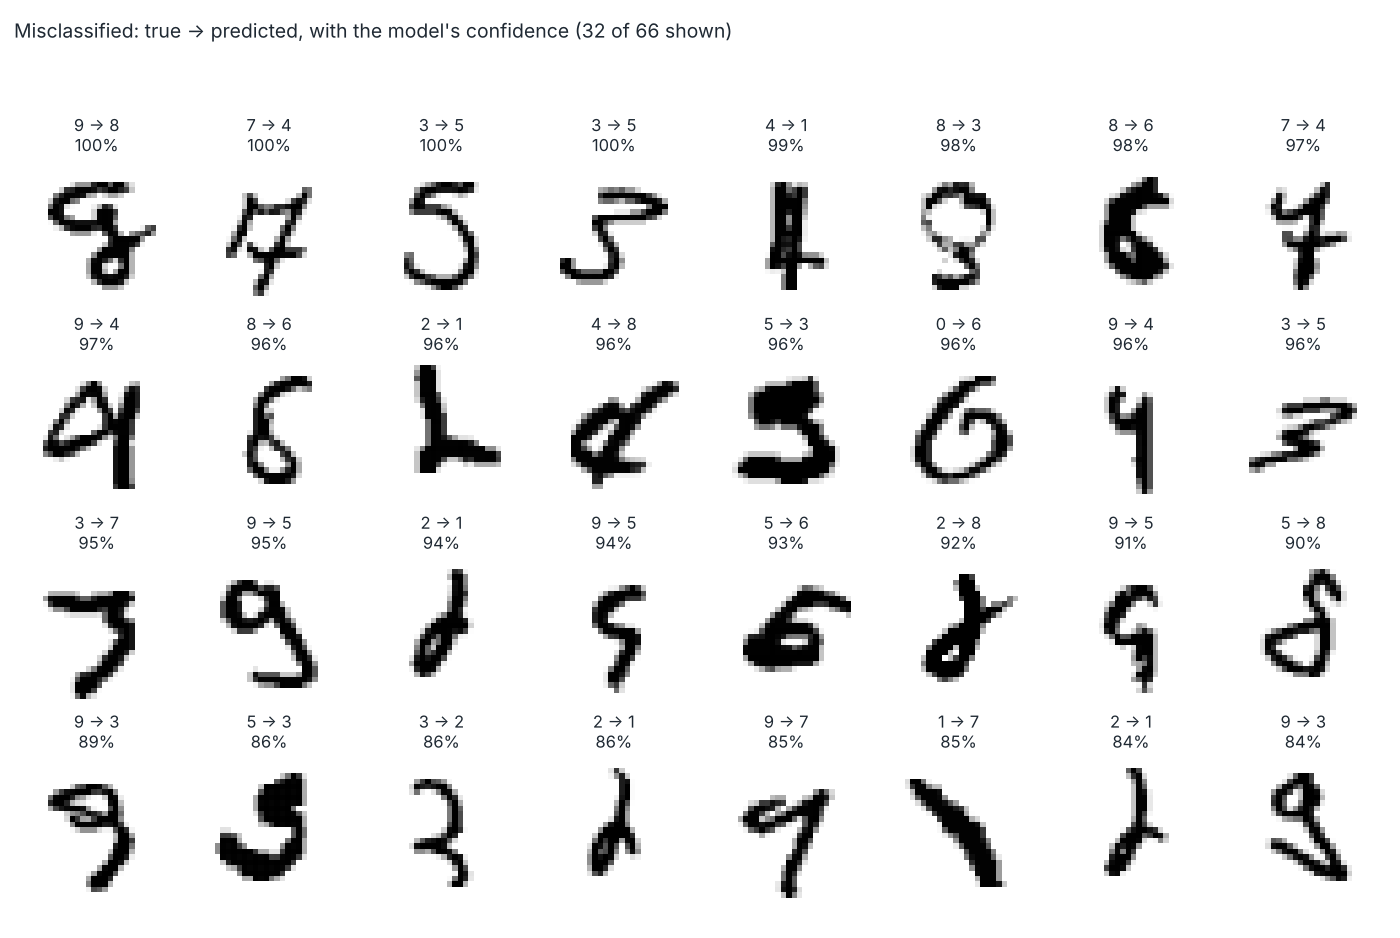 Misclassified: true → predicted, with the model's confidence (32 of 66 shown)
9 → 8 7 → 4 3 → 5 3 → 5 4 → 1 8 → 3 8 → 6 7 → 4
100% 100% 100% 100% 99% 98% 98% 97%
9 → 4 8 → 6 2 → 1 4 → 8 5 → 3 0 → 6 9 → 4 3 → 5
97% 96% 96% 96% 96% 96% 96% 96%
3 → 7 9 → 5 2 → 1 9 → 5 5 → 6 2 → 8 9 → 5 5 → 8
95% 95% 94% 94% 93% 92% 91% 90%
9 → 3 5 → 3 3 → 2 2 → 1 9 → 7 1 → 7 2 → 1 9 → 3
89% 86% 86% 86% 85% 85% 84% 84%